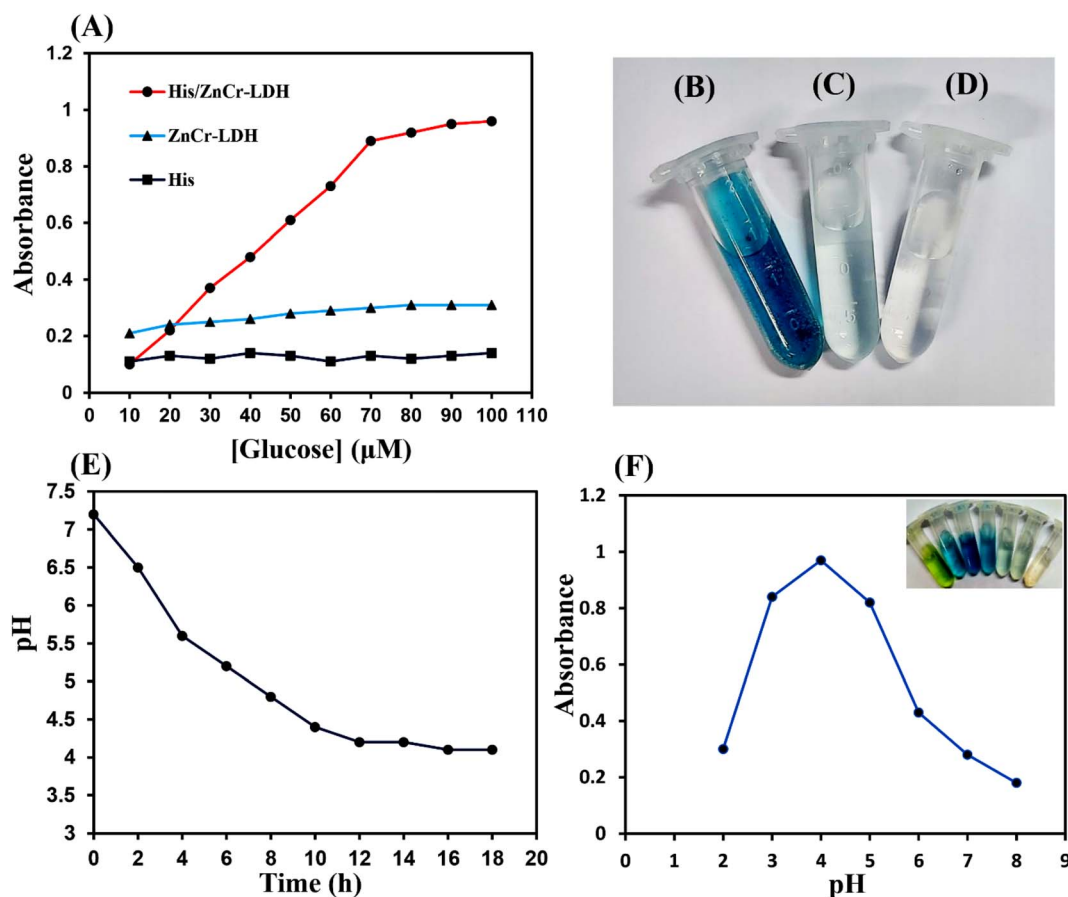 (A)
1.2
1
0.8
0.6
0.4
0.2
0
Absorbance
His/ZnCr-LDH
ZnCr-LDH
His
0 10 20 30 40 50 60 70 80 90 100 110
[Glucose] (µM)
(B) (C) (D)
(E)
7.5
7
6.5
6
5.5
5
4.5
4
3.5
3
pH
0 2 4 6 8 10 12 14 16 18 20
Time (h)
(F)
1.2
1
0.8
0.6
0.4
0.2
0
Absorbance
0 1 2 3 4 5 6 7 8 9
pH